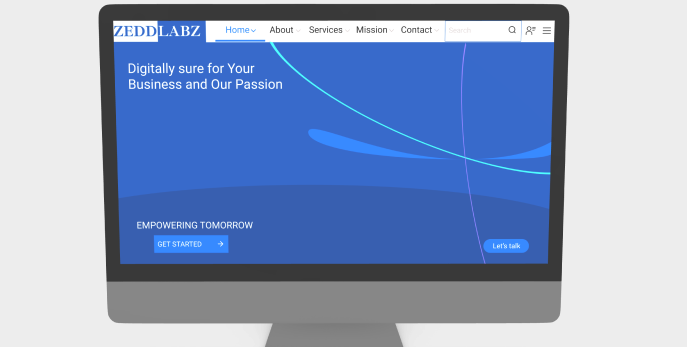 ZEDDLABZ
Home About Services Mission Contact Search
Digitally sure for Your
Business and Our Passion
EMPOWERING TOMORROW
GET STARTED
Let's talk